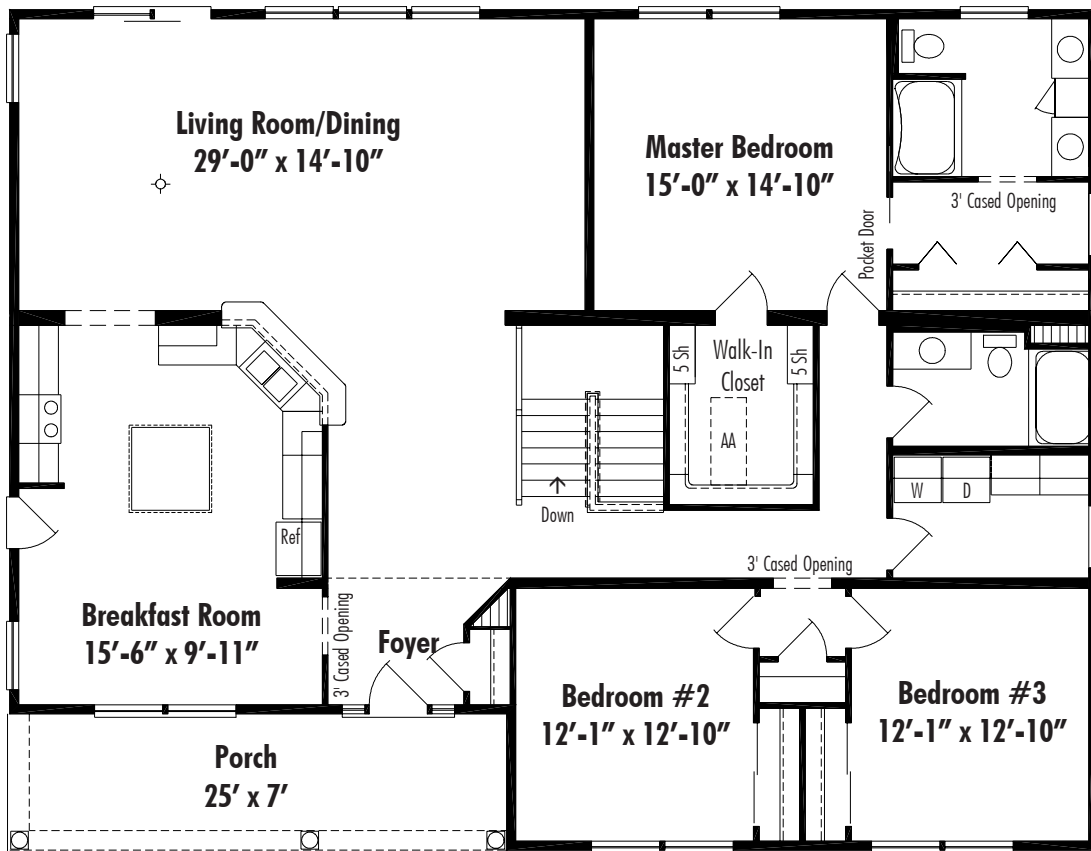 Living Room/Dining
29'-0" x 14'-10"
Master Bedroom
15'-0" x 14'-10"
3' Cased Opening
Pocket Door
5 Sh
Walk-In
Closet
5 Sh
AA
W
D
Down
Ref
3' Cased Opening
Breakfast Room
15'-6" x 9'-11"
3' Cased Opening
Foyer
Bedroom #2
12'-1" x 12'-10"
Bedroom #3
12'-1" x 12'-10"
Porch
25' x 7'